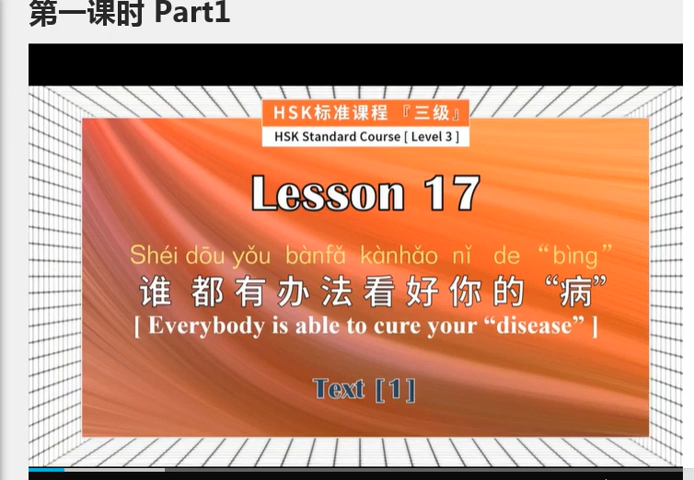 第一课时 Part1
HSK标准课程 『三级』
HSK Standard Course [ Level 3 ]
Lesson 17
Shéi dōu yǒu bànfǎ kànhǎo nǐ de “bìng”
谁 都 有 办 法 看 好 你 的 “病”
[ Everybody is able to cure your “disease” ]
Text [1]